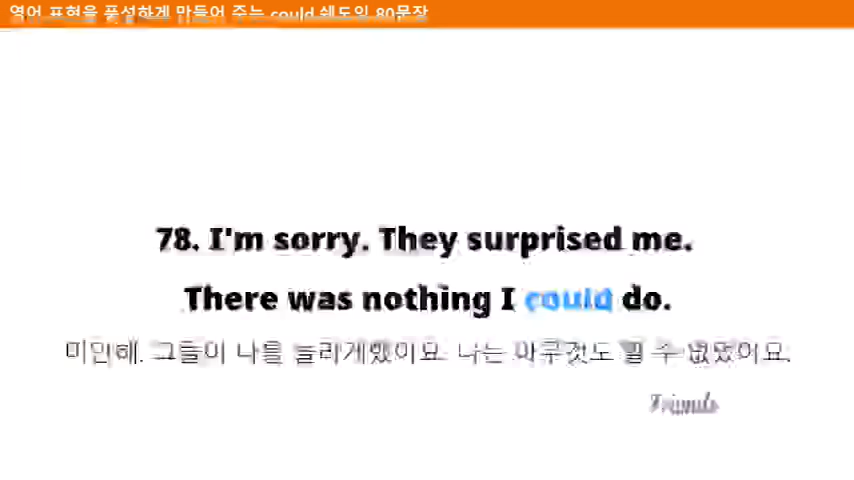 영어 표현을 풍성하게 만들어 주는 could 쉐도잉 80문장
78. I'm sorry. They surprised me.
There was nothing I could do.
미안해. 그들이 나를 놀라게했어요. 나는 아무것도 할 수 없었어요.
Friends